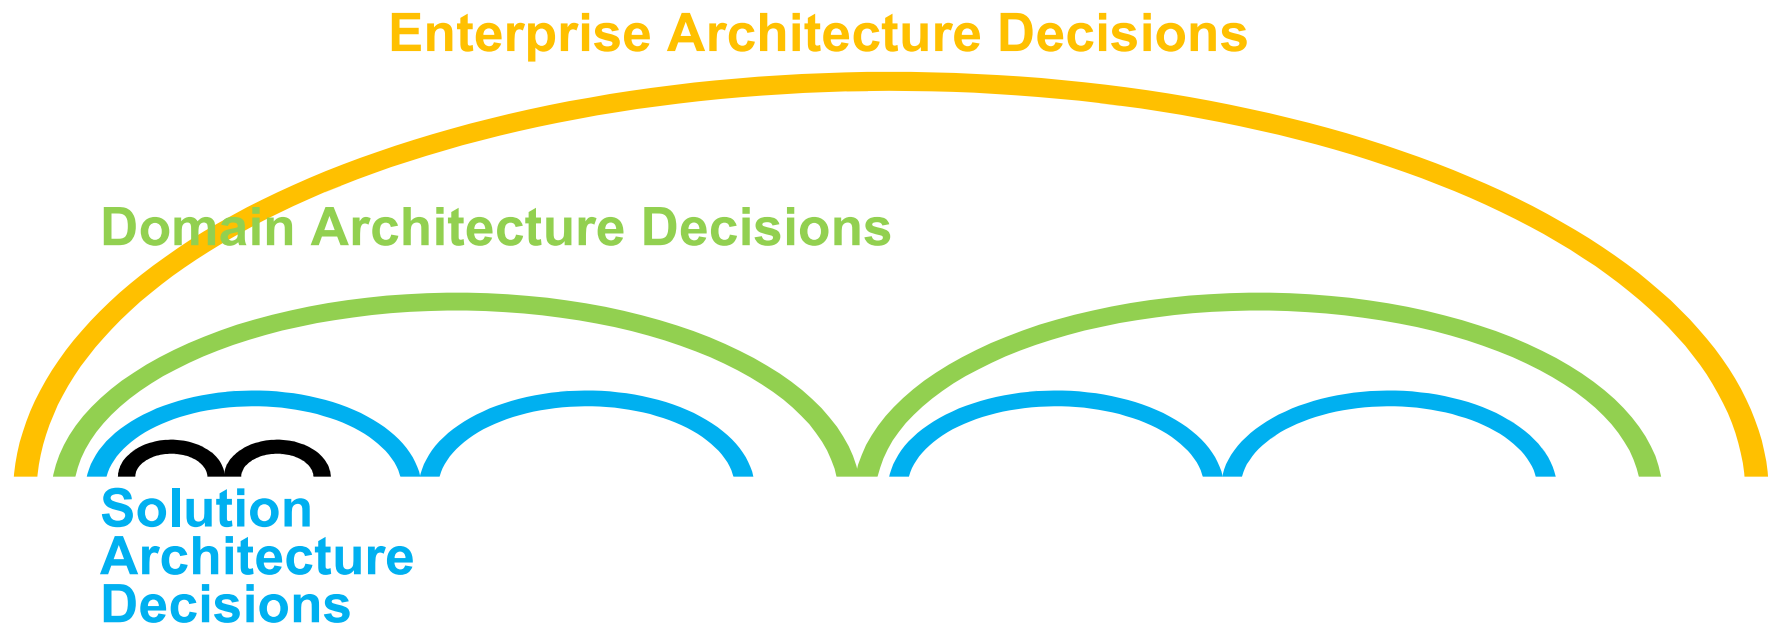 Enterprise Architecture Decisions
Domain Architecture Decisions
Solution
Architecture
Decisions